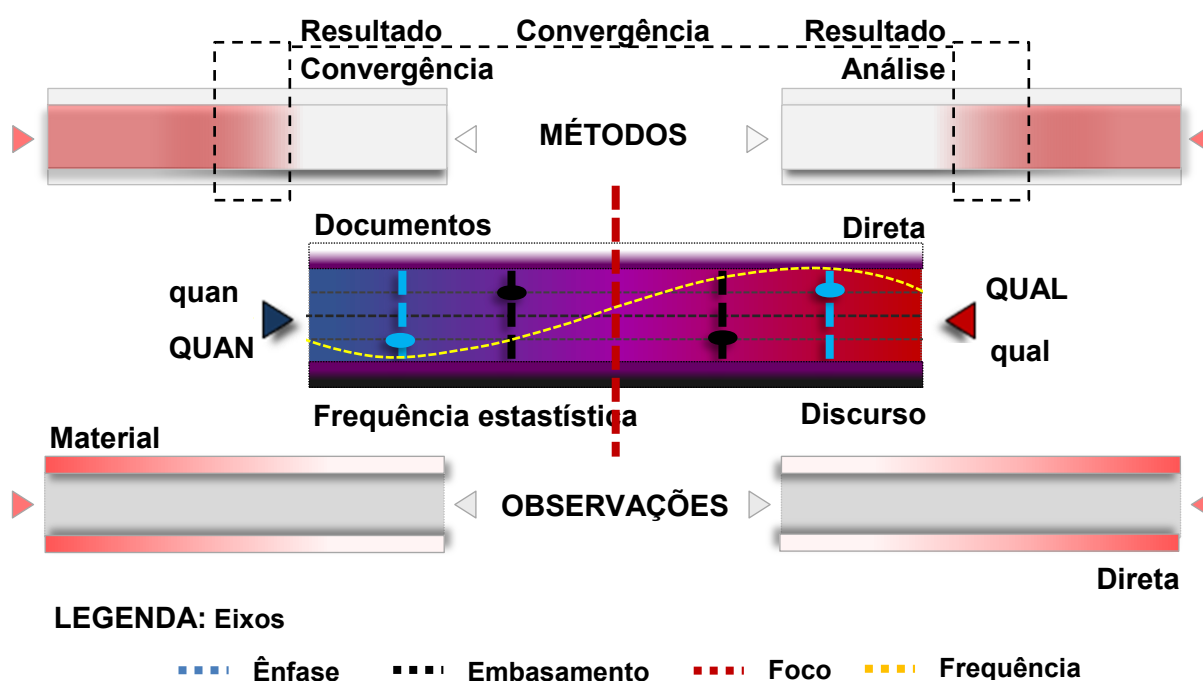 Resultado Convergência Resultado
Convergência Análise
MÉTODOS
Documentos Direta
quan QUAL
QUAN qual
Frequência estastística Discurso
Material
OBSERVAÇÕES
Direta
LEGENDA: Eixos
Ênfase Embasamento Foco Frequência